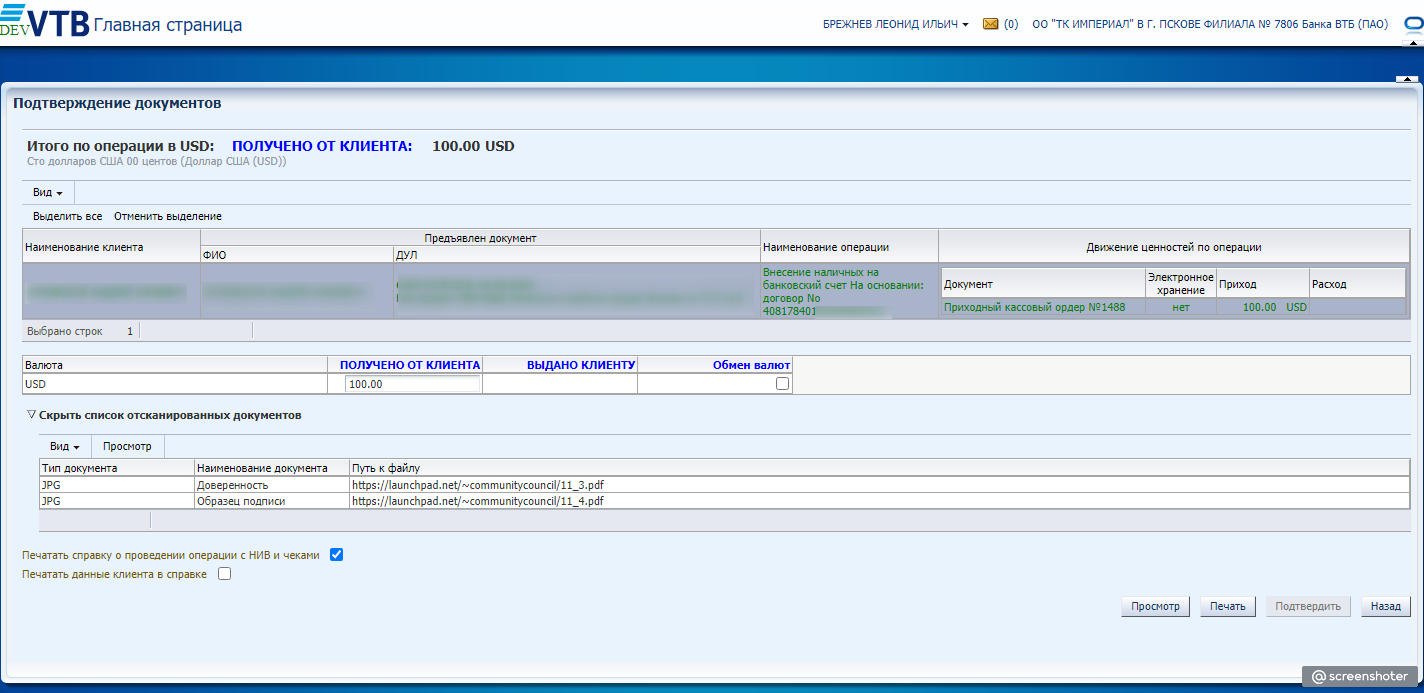 DEV VTB Главная страница
БРЕЖНЕВ ЛЕОНИД ИЛЬИЧ (0) ОО "ТК ИМПЕРИАЛ" В Г. ПСКОВЕ ФИЛИАЛА № 7806 Банка ВТБ (ПАО)
Подтверждение документов
Итого по операции в USD: ПОЛУЧЕНО ОТ КЛИЕНТА: 100.00 USD
Сто долларов США 00 центов (Доллар США (USD))
Вид
Выделить все Отменить выделение
Наименование клиента
Предъявлен документ
ФИО ДУЛ
Наименование операции
Движение ценностей по операции
Внесение наличных на
банковский счет На основании:
договор No
408178401
Документ Электронное хранение Приход Расход
Приходный кассовый ордер №1488 нет 100.00 USD
Выбрано строк 1
Валюта ПОЛУЧЕНО ОТ КЛИЕНТА ВЫДАНО КЛИЕНТУ Обмен валют
USD 100.00
Скрыть список отсканированных документов
Вид Просмотр
Тип документа Наименование документа Путь к файлу
JPG Доверенность https://launchpad.net/~communitycouncil/11_3.pdf
JPG Образец подписи https://launchpad.net/~communitycouncil/11_4.pdf
Печатать справку о проведении операции с НИВ и чеками
Печатать данные клиента в справке
Просмотр Печать Подтвердить Назад
@screenshoter